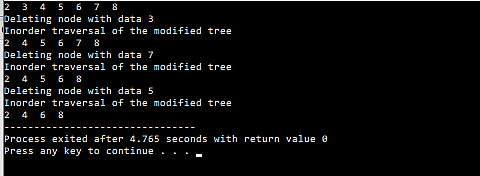 2 3 4 5 6 7 8
Deleting node with data 3
Inorder traversal of the modified tree
2 4 5 6 7 8
Deleting node with data 7
Inorder traversal of the modified tree
2 4 5 6 8
Deleting node with data 5
Inorder traversal of the modified tree
2 4 6 8
--------------------------------
Process exited after 4.765 seconds with return value 0
Press any key to continue . . .